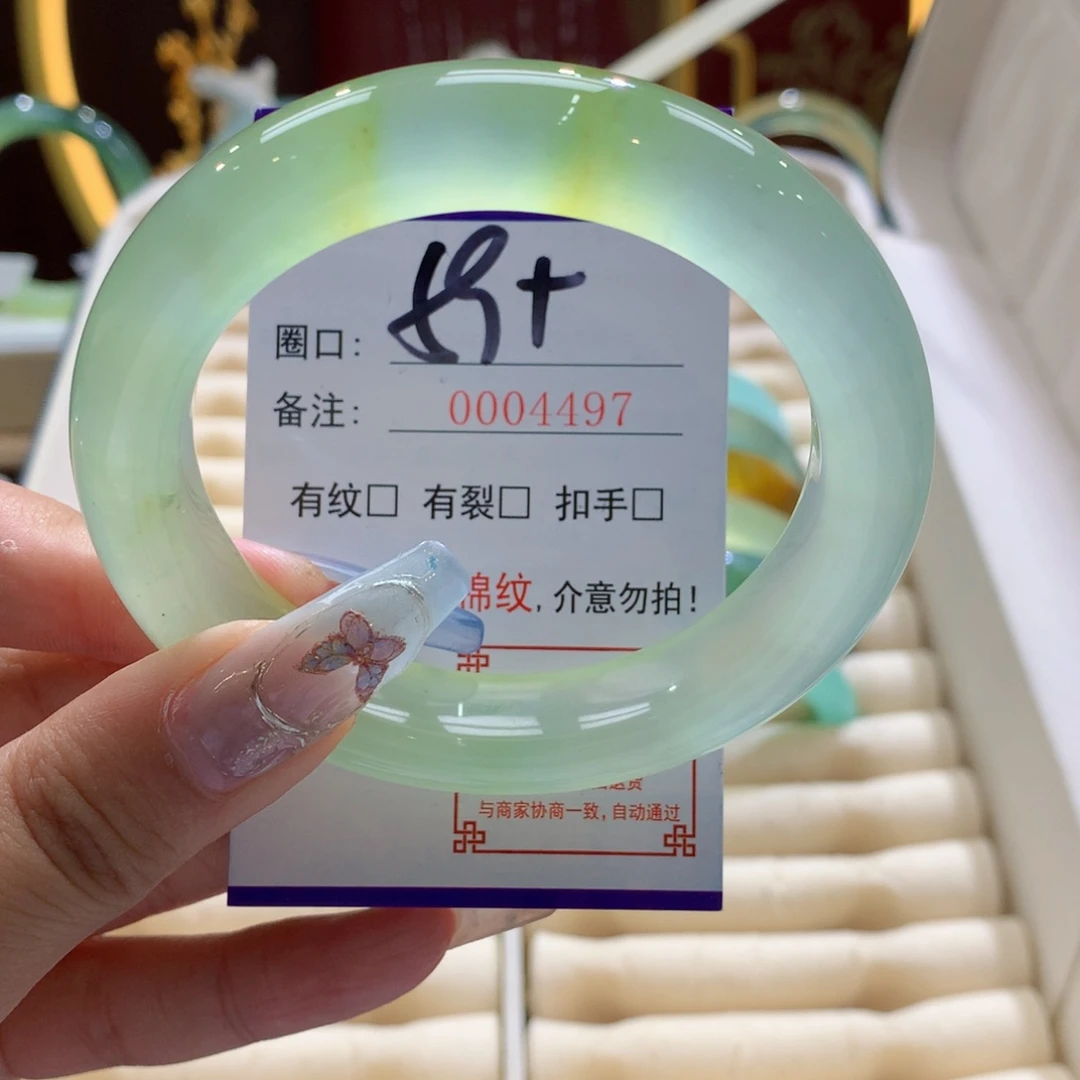 圈口:
备注: 0004497
有纹□ 有裂□ 扣手□
棉纹, 介意勿拍!
与商家协商一致, 自动通过